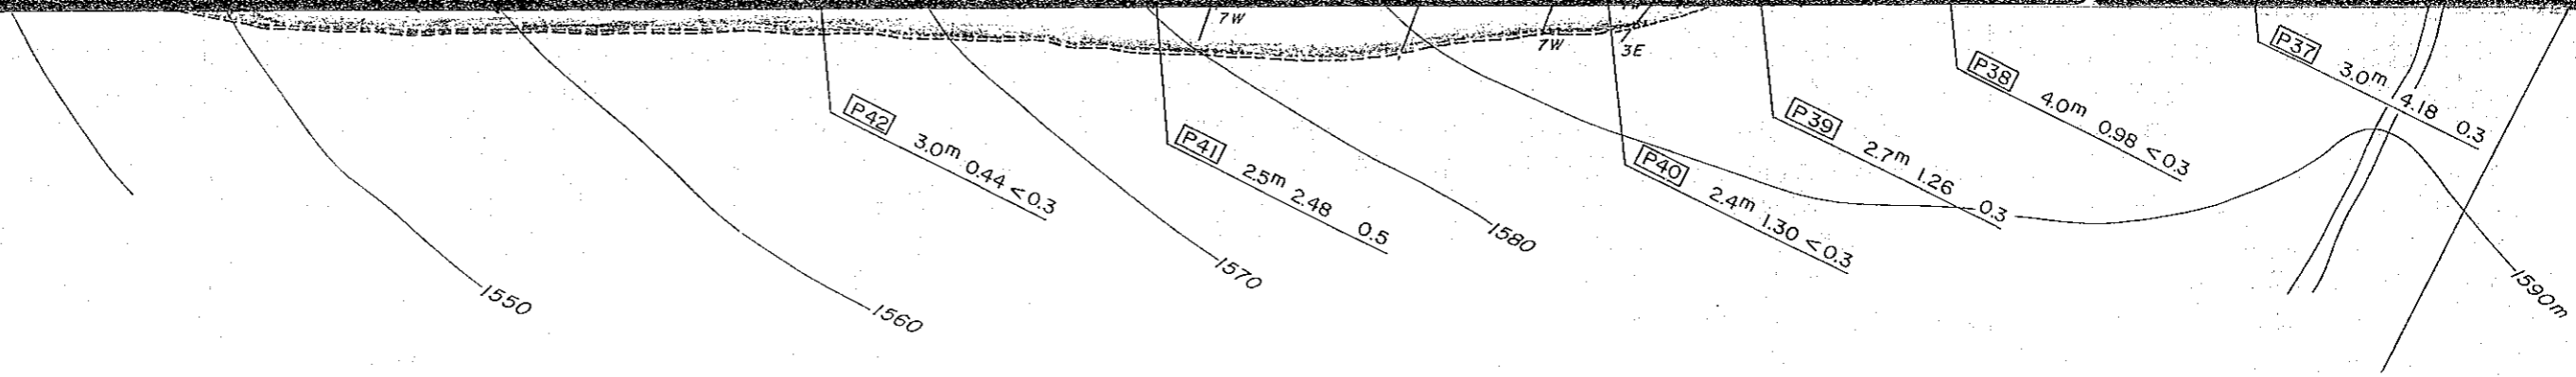 7W
7W
3E
P37 3.0m 4.18 0.3
P38 4.0m 0.98 <0.3
P39 2.7m 1.26 0.3
P40 2.4m 1.30 <0.3
P41 2.5m 2.48 0.5
P42 3.0m 0.44 <0.3
1550
1560
1570
1580
1590m